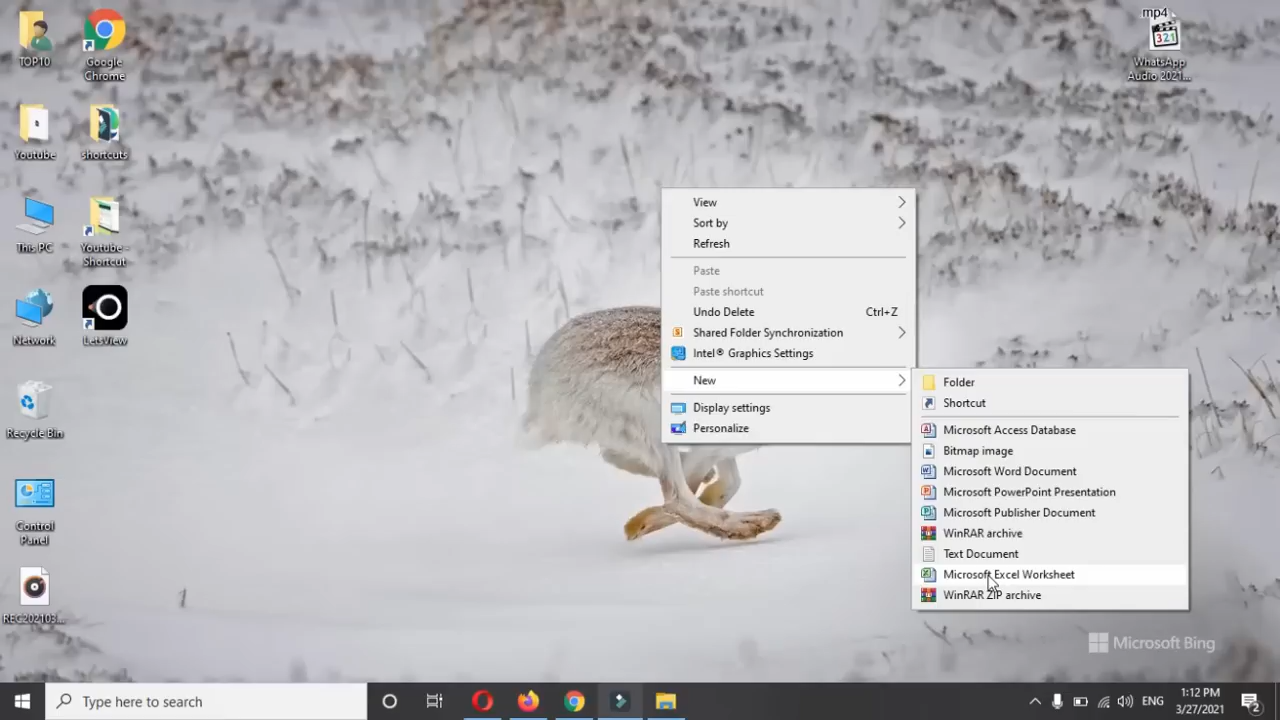 TOP10
Google
Chrome
Youtube
shortcuts
This PC
Youtube -
Shortcut
Network
LetsView
Recycle Bin
Control
Panel
REC202103...
.mp4
321
WhatsApp
Audio 2021...
View
Sort by
Refresh
Paste
Paste shortcut
Undo Delete Ctrl+Z
Shared Folder Synchronization
Intel® Graphics Settings
New
Display settings
Personalize
Folder
Shortcut
Microsoft Access Database
Bitmap image
Microsoft Word Document
Microsoft PowerPoint Presentation
Microsoft Publisher Document
WinRAR archive
Text Document
Microsoft Excel Worksheet
WinRAR ZIP archive
Microsoft Bing
Type here to search
ENG
1:12 PM
3/27/2021
2